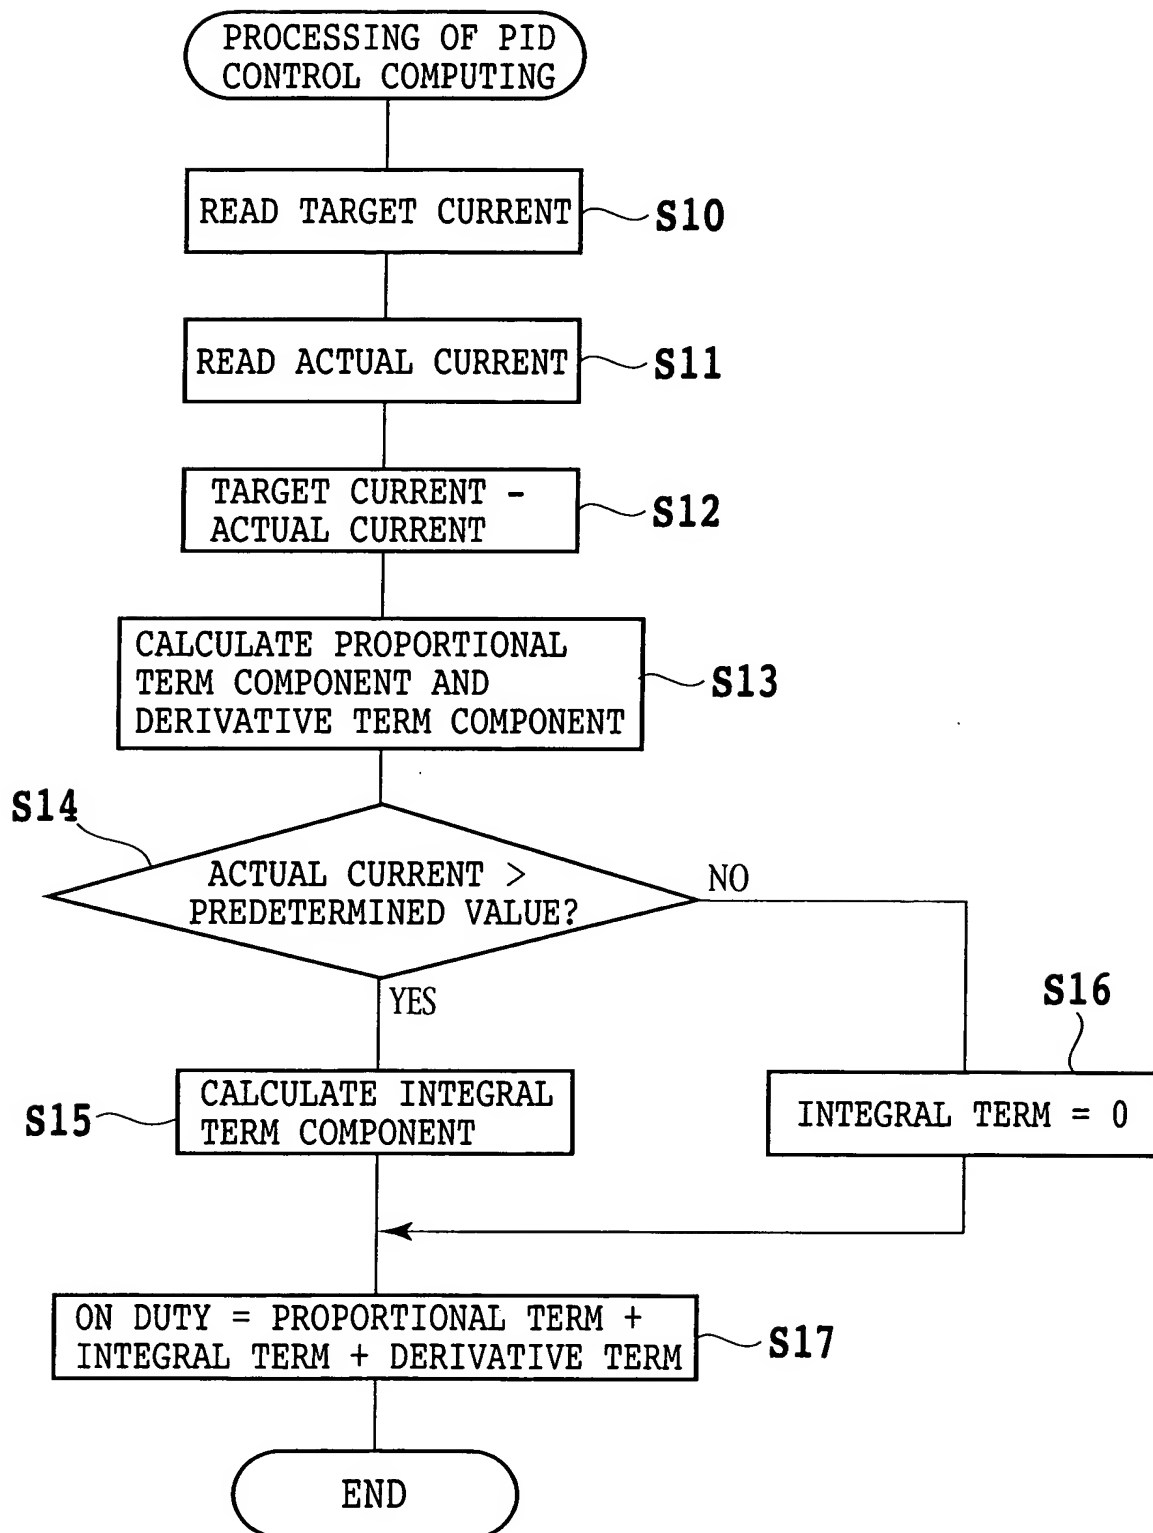 PROCESSING OF PID
CONTROL COMPUTING
READ TARGET CURRENT
S10
READ ACTUAL CURRENT
S11
TARGET CURRENT -
ACTUAL CURRENT
S12
CALCULATE PROPORTIONAL
TERM COMPONENT AND
DERIVATIVE TERM COMPONENT
S13
S14
ACTUAL CURRENT >
PREDETERMINED VALUE?
NO
YES
S16
S15
CALCULATE INTEGRAL
TERM COMPONENT
INTEGRAL TERM = 0
ON DUTY = PROPORTIONAL TERM +
INTEGRAL TERM + DERIVATIVE TERM
S17
END